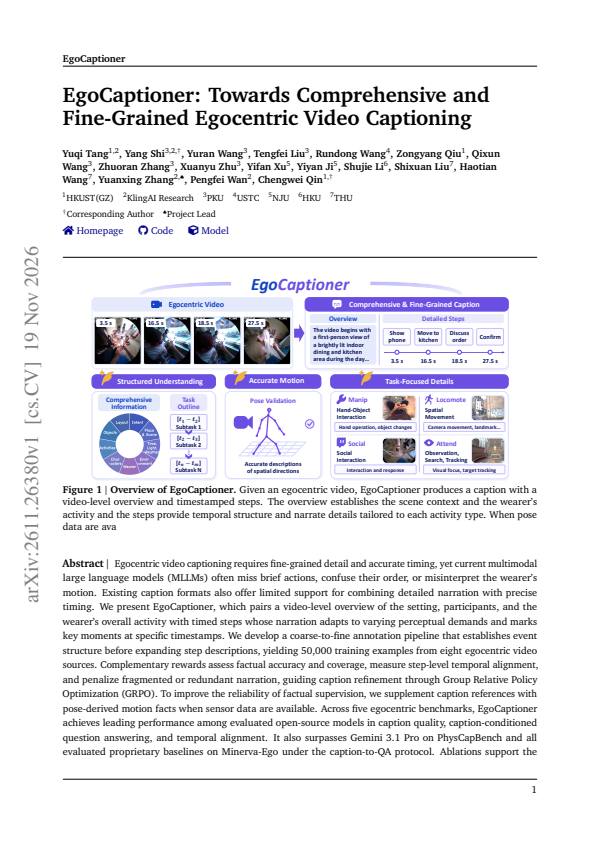 EgoCaptioner
EgoCaptioner: Towards Comprehensive and
Fine-Grained Egocentric Video Captioning
Yuqi Tang1,2, Yang Shi3,2,†, Yuran Wang3, Tengfei Liu3, Rundong Wang4, Zongyang Qiu1, Qixun
Wang3, Zhuoran Zhang3, Xuanyu Zhu3, Yifan Xu5, Yiyan Ji5, Shujie Li6, Shixuan Liu7, Haotian
Wang7, Yuanxing Zhang2,♠, Pengfei Wan2, Chengwei Qin1,†
1HKUST(GZ) 2KlingAI Research 3PKU 4USTC 5NJU 6HKU 7THU
†Corresponding Author ♠Project Lead
Homepage Code Model
arXiv:2611.26380v1 [cs.CV] 19 Nov 2026
EgoCaptioner
Egocentric Video
3.5 s
16.5 s
18.5 s
27.5 s
Comprehensive & Fine-Grained Caption
Overview
The video begins with
a first-person view of
a brightly lit indoor
dining and kitchen
area during the day...
Detailed Steps
Show
phone
Move to
kitchen
Discuss
order
Confirm
3.5 s
16.5 s
18.5 s
27.5 s
Structured Understanding
Comprehensive
Information
Layout
Objects
Activities
Task
Outline
[t1 – t2]
Subtask 1
[t2 – t3]
Subtask 2
Subtask N
Accurate Motion
Pose Validation
Accurate descriptions
of spatial directions
Task-Focused Details
Manip
Hand-Object
Interaction
Hand operation, object changes
Locomote
Spatial
Movement
Camera movement, landmark...
Social
Social
Interaction
Interaction and response
Attend
Observation,
Search, Tracking
Visual focus, target tracking
Figure 1 | Overview of EgoCaptioner. Given an egocentric video, EgoCaptioner produces a caption with a
video-level overview and timestamped steps. The overview establishes the scene context and the wearer's
activity and the steps provide temporal structure and narrate details tailored to each activity type. When pose
data are ava
Abstract | Egocentric video captioning requires fine-grained detail and accurate timing, yet current multimodal
large language models (MLLMs) often miss brief actions, confuse their order, or misinterpret the wearer's
motion. Existing caption formats also offer limited support for combining detailed narration with precise
timing. We present EgoCaptioner, which pairs a video-level overview of the setting, participants, and the
wearer's overall activity with timed steps whose narration adapts to varying perceptual demands and marks
key moments at specific timestamps. We develop a coarse-to-fine annotation pipeline that establishes event
structure before expanding step descriptions, yielding 50,000 training examples from eight egocentric video
sources. Complementary rewards assess factual accuracy and coverage, measure step-level temporal alignment,
and penalize fragmented or redundant narration, guiding caption refinement through Group Relative Policy
Optimization (GRPO). To improve the reliability of factual supervision, we supplement caption references with
pose-derived motion facts when sensor data are available. Across five egocentric benchmarks, EgoCaptioner
achieves leading performance among evaluated open-source models in caption quality, caption-conditioned
question answering, and temporal alignment. It also surpasses Gemini 3.1 Pro on PhysCapBench and all
evaluated proprietary baselines on Minerva-Ego under the caption-to-QA protocol. Ablations support the
1